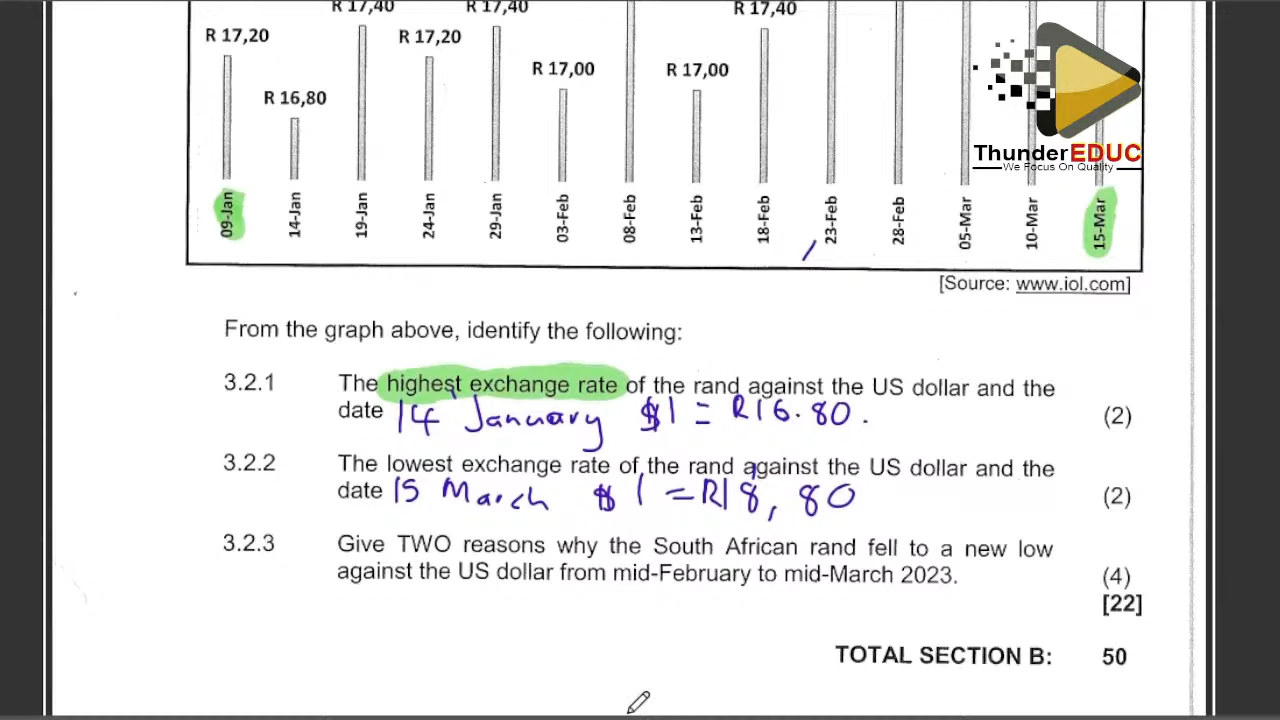 R 17,40 R 17,40 R 17,40
R 17,20 R 17,20
R 17,00 R 17,00
R 16,80
ThunderEDUC
We Focus On Quality
09-Jan 14-Jan 19-Jan 24-Jan 29-Jan 03-Feb 08-Feb 13-Feb 18-Feb 23-Feb 28-Feb 05-Mar 10-Mar 15-Mar
[Source: www.iol.com]
From the graph above, identify the following:
3.2.1 The highest exchange rate of the rand against the US dollar and the
date 14 January $1 = R16.80. (2)
3.2.2 The lowest exchange rate of the rand against the US dollar and the
date 15 March $1 = R18,80 (2)
3.2.3 Give TWO reasons why the South African rand fell to a new low
against the US dollar from mid-February to mid-March 2023. (4)
[22]
TOTAL SECTION B: 50